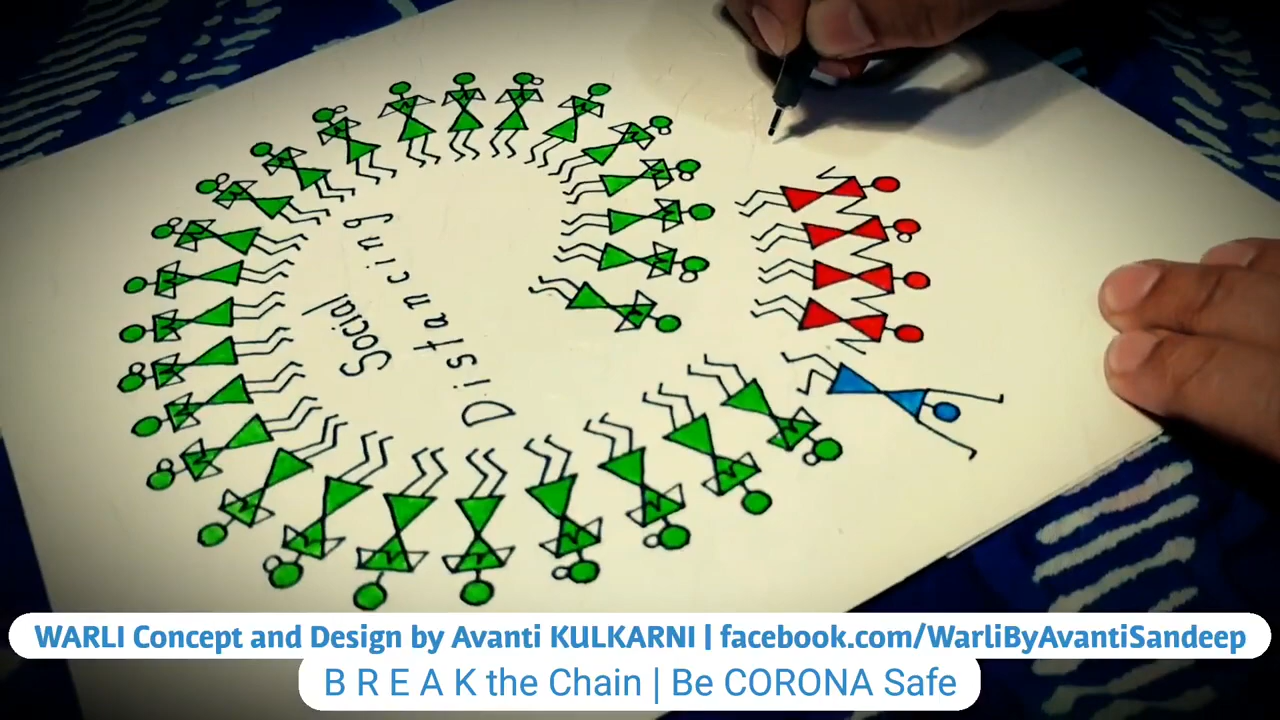 Social
Distancing
WARLI Concept and Design by Avanti KULKARNI | facebook.com/WarliByAvantiSandeep
B R E A K the Chain | Be CORONA Safe